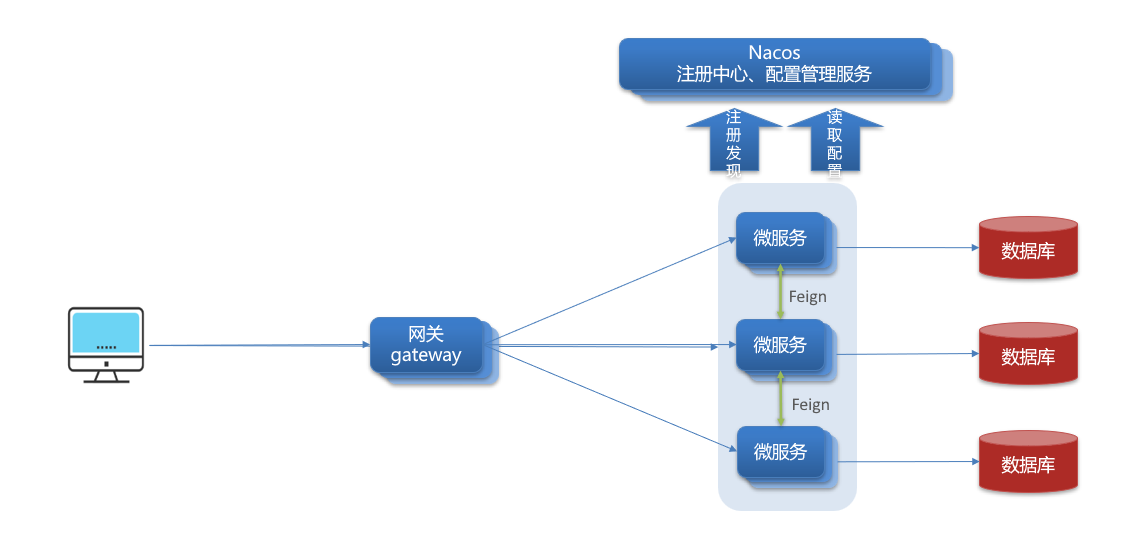 Nacos
注册中心、配置管理服务
注册发现
读取配置
微服务
数据库
Feign
网关
gateway
微服务
数据库
Feign
微服务
数据库